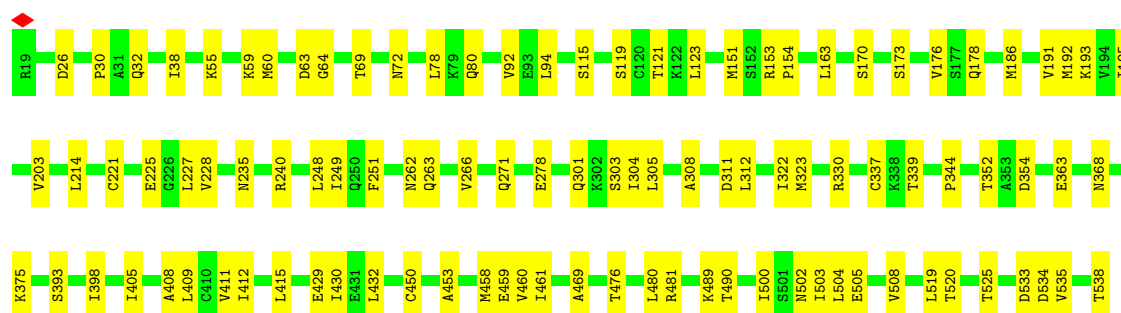 R19 D26 P30 A31 Q32 I38 K55 K59 M60 D63 G64 T69 N72 L78 K79 Q80 V92 E93 L94 S115 S119 C120 T121 K122 L123 M151 S152 R153 P154 L163 S170 S173 V176 S177 Q178 M186 V191 M192 K193 V194
V203 L214 C221 E225 G226 L227 V228 N235 R240 L248 I249 Q250 F251 N262 Q263 V266 Q271 E278 Q301 K302 S303 I304 L305 A308 D311 L312 I322 M323 R330 C337 K338 T339 P344 T352 A353 D354 E363 N368
K375 S393 I398 I405 A408 L409 C410 V411 I412 L415 E429 I430 E431 L432 C450 A453 M458 E459 V460 I461 A469 T476 L480 R481 K489 T490 I500 S501 N502 I503 L504 E505 V508 L519 T520 T525 D533 D534 V535 T538